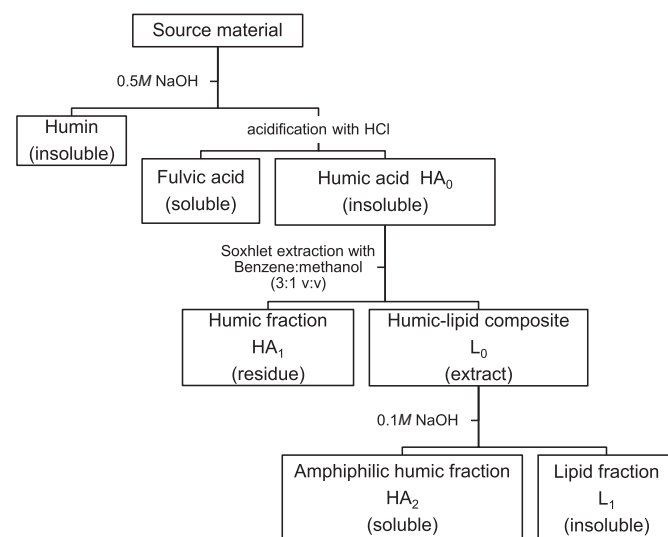 Source material
0.5M NaOH
Humin
(insoluble)
acidification with HCl
Fulvic acid
(soluble)
Humic acid HA₀
(insoluble)
Soxhlet extraction with
Benzene:methanol
(3:1 v:v)
Humic fraction
HA₁
(residue)
Humic-lipid composite
L₀
(extract)
0.1M NaOH
Amphiphilic humic fraction
HA₂
(soluble)
Lipid fraction
L₁
(insoluble)